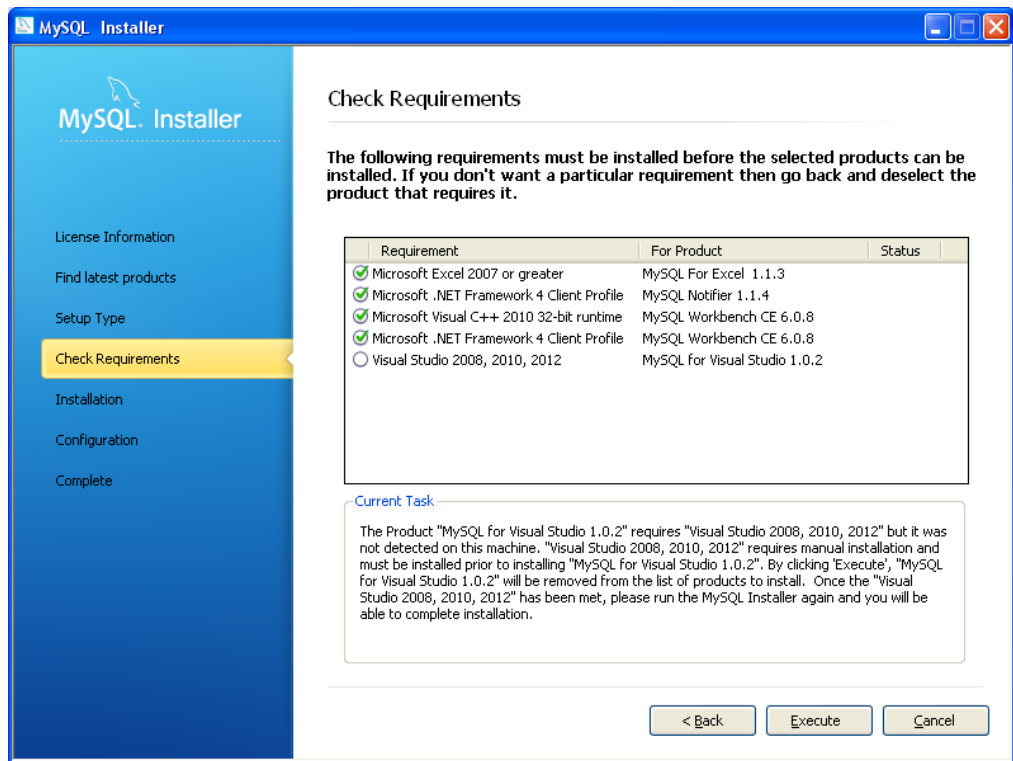 MySQL Installer
MySQL. Installer
License Information
Find latest products
Setup Type
Check Requirements
Installation
Configuration
Complete
Check Requirements
The following requirements must be installed before the selected products can be
installed. If you don't want a particular requirement then go back and deselect the
product that requires it.
Requirement For Product Status
Microsoft Excel 2007 or greater MySQL For Excel 1.1.3
Microsoft .NET Framework 4 Client Profile MySQL Notifier 1.1.4
Microsoft Visual C++ 2010 32-bit runtime MySQL Workbench CE 6.0.8
Microsoft .NET Framework 4 Client Profile MySQL Workbench CE 6.0.8
Visual Studio 2008, 2010, 2012 MySQL for Visual Studio 1.0.2
Current Task
The Product "MySQL for Visual Studio 1.0.2" requires "Visual Studio 2008, 2010, 2012" but it was
not detected on this machine. "Visual Studio 2008, 2010, 2012" requires manual installation and
must be installed prior to installing "MySQL for Visual Studio 1.0.2". By clicking 'Execute', "MySQL
for Visual Studio 1.0.2" will be removed from the list of products to install. Once the "Visual
Studio 2008, 2010, 2012" has been met, please run the MySQL Installer again and you will be
able to complete installation.
< Back Execute Cancel